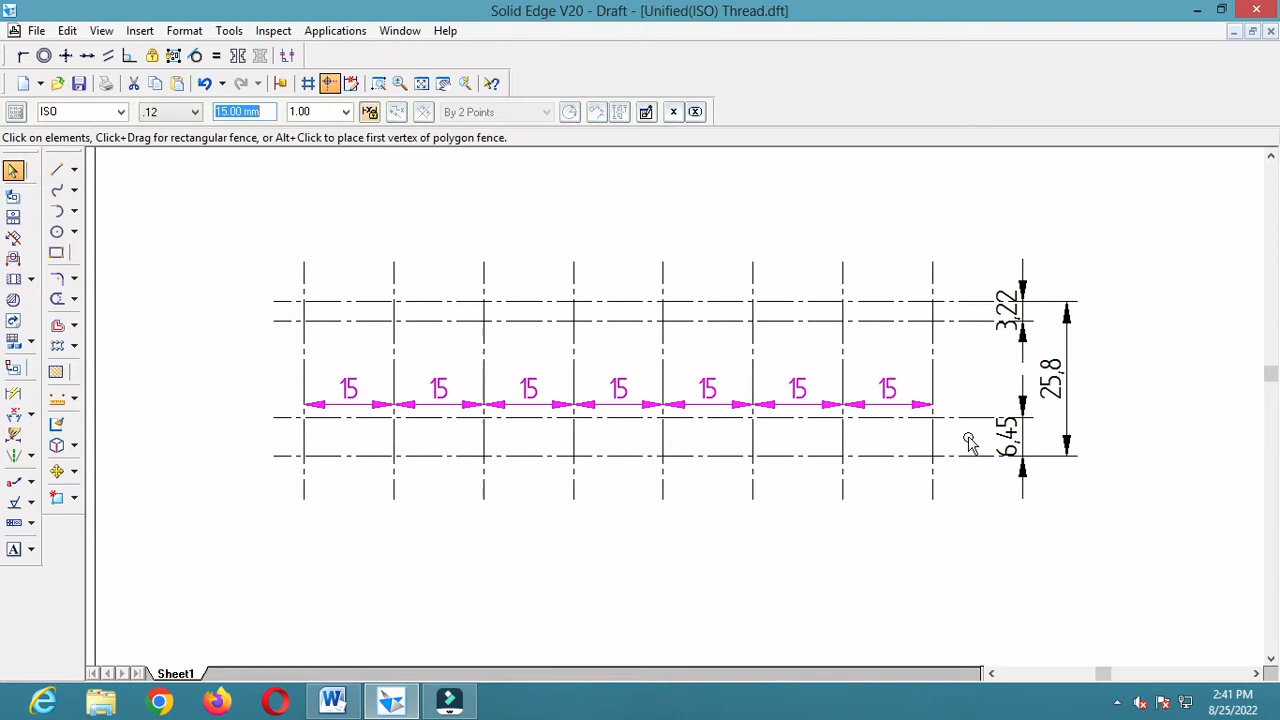 Solid Edge V20 - Draft - [Unified(ISO) Thread.dft]
File Edit View Insert Format Tools Inspect Applications Window Help
ISO .12 15.00 mm 1.00 By 2 Points
Click on elements, Click+Drag for rectangular fence, or Alt+Click to place first vertex of polygon fence.
3,22
25,8
15 15 15 15 15 15 15
6,45
A
Sheet1
2:41 PM
8/25/2022